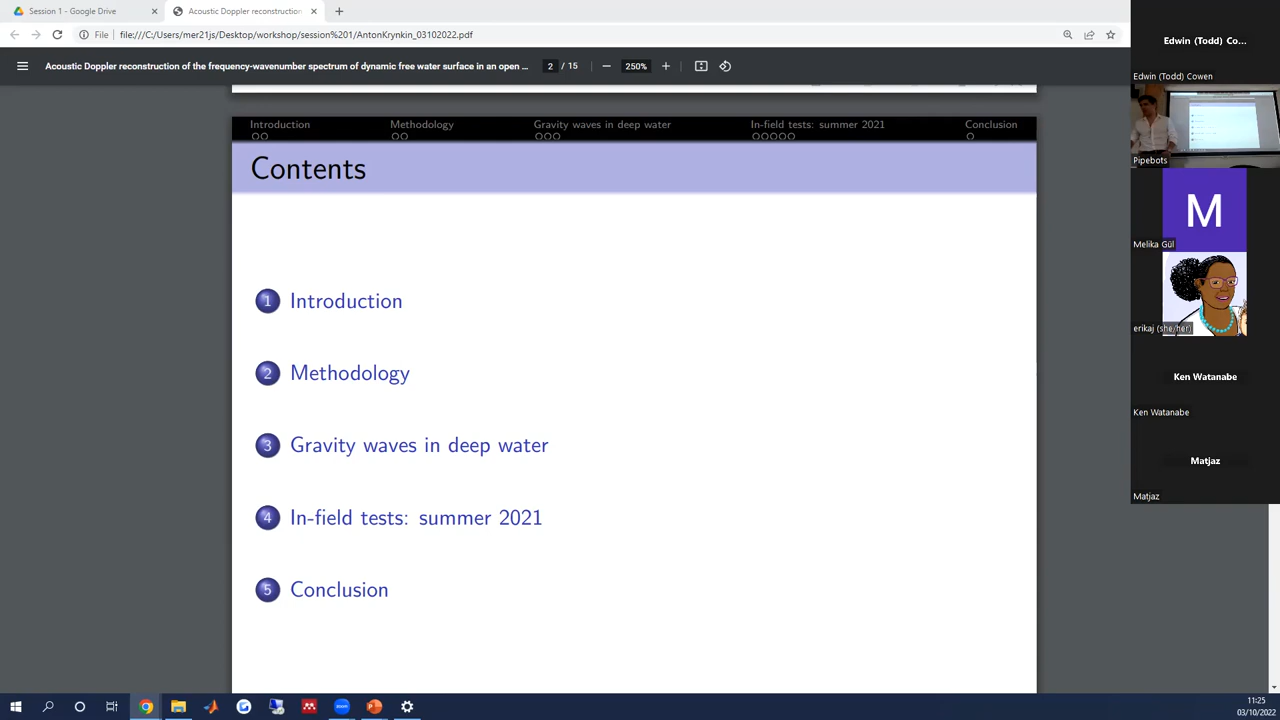 Session 1 - Google Drive
Acoustic Doppler reconstruction
File
file:///C:/Users/mer21js/Desktop/workshop/session%201/AntonKrynkin_03102022.pdf
Acoustic Doppler reconstruction of the frequency-wavenumber spectrum of dynamic free water surface in an open ...
2 / 15
250%
Introduction
Methodology
Gravity waves in deep water
In-field tests: summer 2021
Conclusion
Contents
1 Introduction
2 Methodology
3 Gravity waves in deep water
4 In-field tests: summer 2021
5 Conclusion
Edwin (Todd) Co...
Edwin (Todd) Cowen
Pipebots
M
Melika Gül
erikaj (she/her)
Ken Watanabe
Ken Watanabe
Matjaz
Matjaz
11:25
03/10/2022